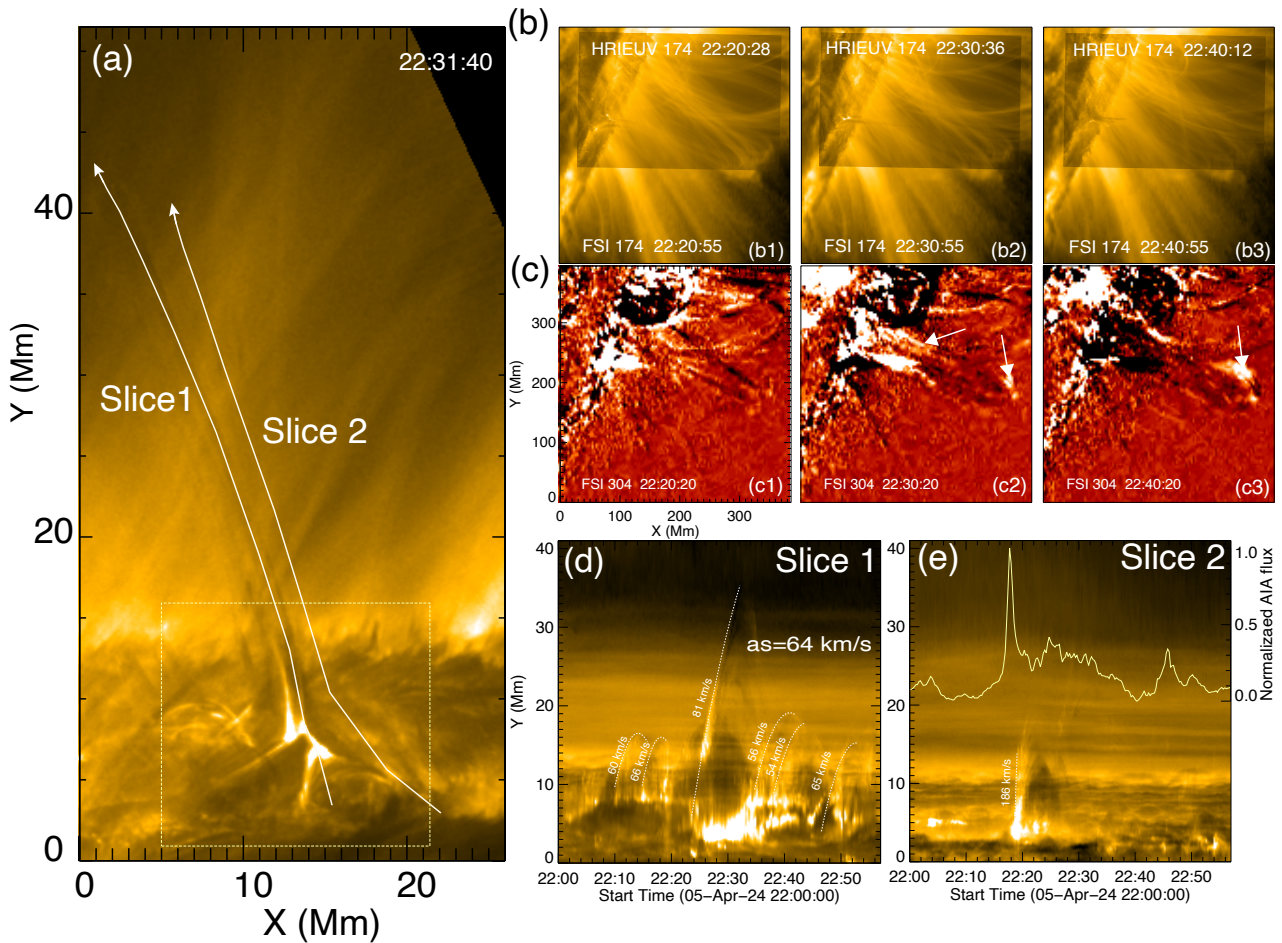 (a)
22:31:40
Slice1
Slice 2
Y (Mm)
40
20
0
0
10
20
X (Mm)
(b)
HRIEUV 174 22:20:28
FSI 174 22:20:55
(b1)
HRIEUV 174 22:30:36
FSI 174 22:30:55
(b2)
HRIEUV 174 22:40:12
FSI 174 22:40:55
(b3)
(c)
Y (Mm)
300
200
100
0
FSI 304 22:20:20
(c1)
0
100
200
300
X (Mm)
FSI 304 22:30:20
(c2)
FSI 304 22:40:20
(c3)
(d)
Slice 1
as=64 km/s
60 km/s
66 km/s
81 km/s
56 km/s
54 km/s
65 km/s
Y (Mm)
40
30
20
10
0
22:00
22:10
22:20
22:30
22:40
22:50
Start Time (05-Apr-24 22:00:00)
(e)
Slice 2
186 km/s
40
30
20
10
0
1.0
0.5
0.0
Normalizaed AIA flux
22:00
22:10
22:20
22:30
22:40
22:50
Start Time (05-Apr-24 22:00:00)